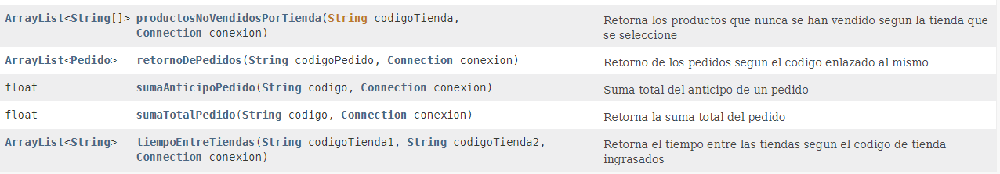 ArrayList<String[]> productosNoVendidosPorTienda(String codigoTienda, Retorna los productos que nunca se han vendido segun la tienda que
Connection conexion) se seleccione
ArrayList<Pedido> retornoDePedidos(String codigoPedido, Connection conexion) Retorno de los pedidos segun el codigo enlazado al mismo
float sumaAnticipoPedido(String codigo, Connection conexion) Suma total del anticipo de un pedido
float sumaTotalPedido(String codigo, Connection conexion) Retorna la suma total del pedido
ArrayList<String> tiempoEntreTiendas(String codigoTienda1, String codigoTienda2, Retorna el tiempo entre las tiendas segun el codigo de tienda
Connection conexion) ingrasados